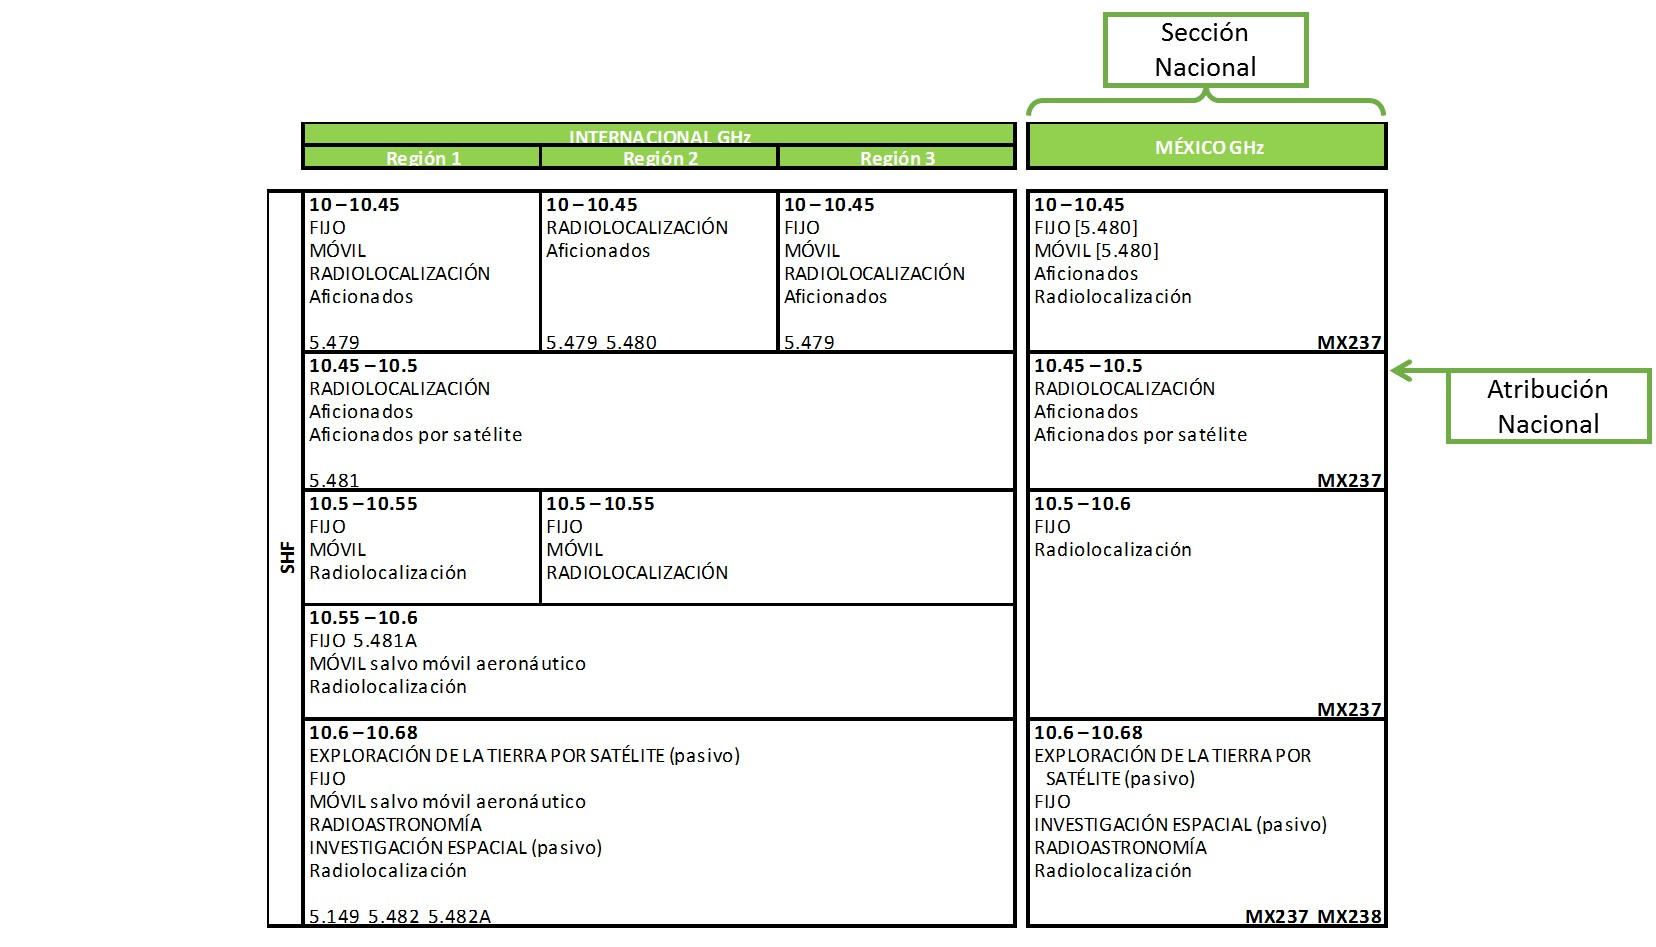 Sección
Nacional
INTERNACIONAL GHz
Región 1
Región 2
Región 3
MÉXICO GHz
SHF
10 – 10.45
FIJO
MÓVIL
RADIOLOCALIZACIÓN
Aficionados
5.479
10 – 10.45
RADIOLOCALIZACIÓN
Aficionados
5.479 5.480
10 – 10.45
FIJO
MÓVIL
RADIOLOCALIZACIÓN
Aficionados
5.479
10 – 10.45
FIJO [5.480]
MÓVIL [5.480]
Aficionados
Radiolocalización
MX237
10.45 – 10.5
RADIOLOCALIZACIÓN
Aficionados
Aficionados por satélite
5.481
10.45 – 10.5
RADIOLOCALIZACIÓN
Aficionados
Aficionados por satélite
MX237
Atribución
Nacional
10.5 – 10.55
FIJO
MÓVIL
Radiolocalización
10.5 – 10.55
FIJO
MÓVIL
RADIOLOCALIZACIÓN
10.5 – 10.6
FIJO
Radiolocalización
MX237
10.55 – 10.6
FIJO 5.481A
MÓVIL salvo móvil aeronáutico
Radiolocalización
10.6 – 10.68
EXPLORACIÓN DE LA TIERRA POR SATÉLITE (pasivo)
FIJO
MÓVIL salvo móvil aeronáutico
RADIOASTRONOMÍA
INVESTIGACIÓN ESPACIAL (pasivo)
Radiolocalización
5.149 5.482 5.482A
10.6 – 10.68
EXPLORACIÓN DE LA TIERRA POR
SATÉLITE (pasivo)
FIJO
INVESTIGACIÓN ESPACIAL (pasivo)
RADIOASTRONOMÍA
Radiolocalización
MX237 MX238